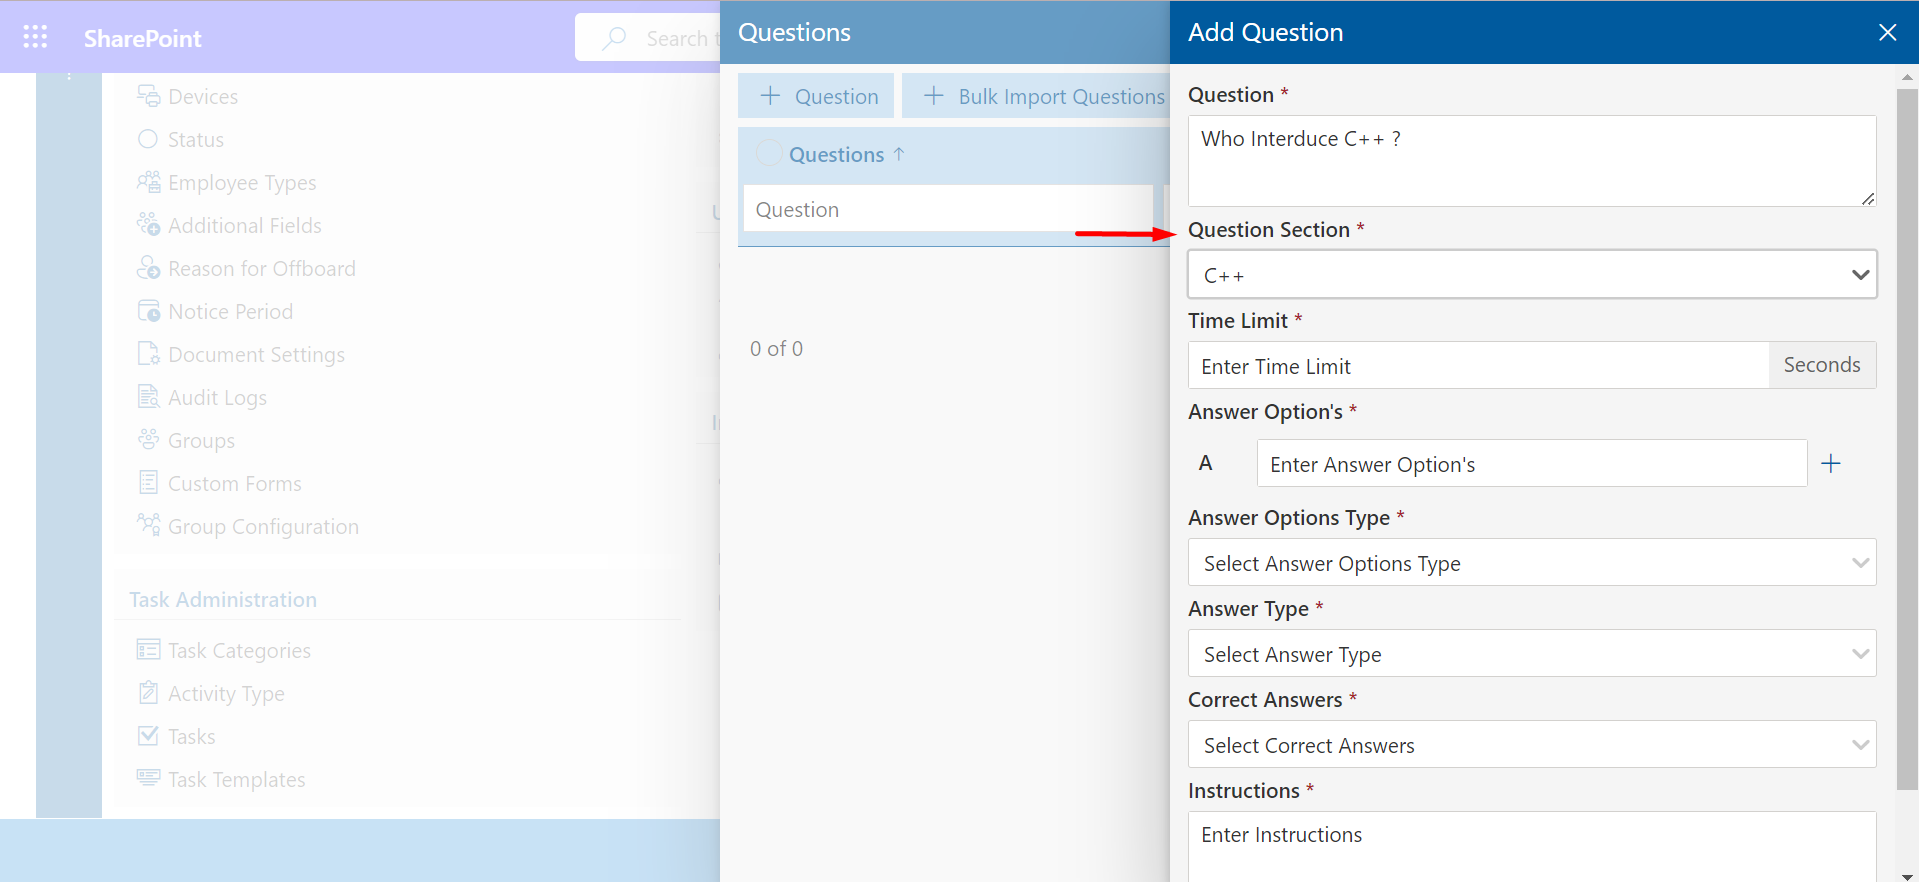 SharePoint
Search t
Devices
Status
Employee Types
Additional Fields
Reason for Offboard
Notice Period
Document Settings
Audit Logs
Groups
Custom Forms
Group Configuration
Task Administration
Task Categories
Activity Type
Tasks
Task Templates
Questions
Question
Bulk Import Questions
Questions ↑
Question
0 of 0
Add Question
Question *
Who Interduce C++ ?
Question Section *
C++
Time Limit *
Enter Time Limit
Seconds
Answer Option's *
A
Enter Answer Option's
Answer Options Type *
Select Answer Options Type
Answer Type *
Select Answer Type
Correct Answers *
Select Correct Answers
Instructions *
Enter Instructions